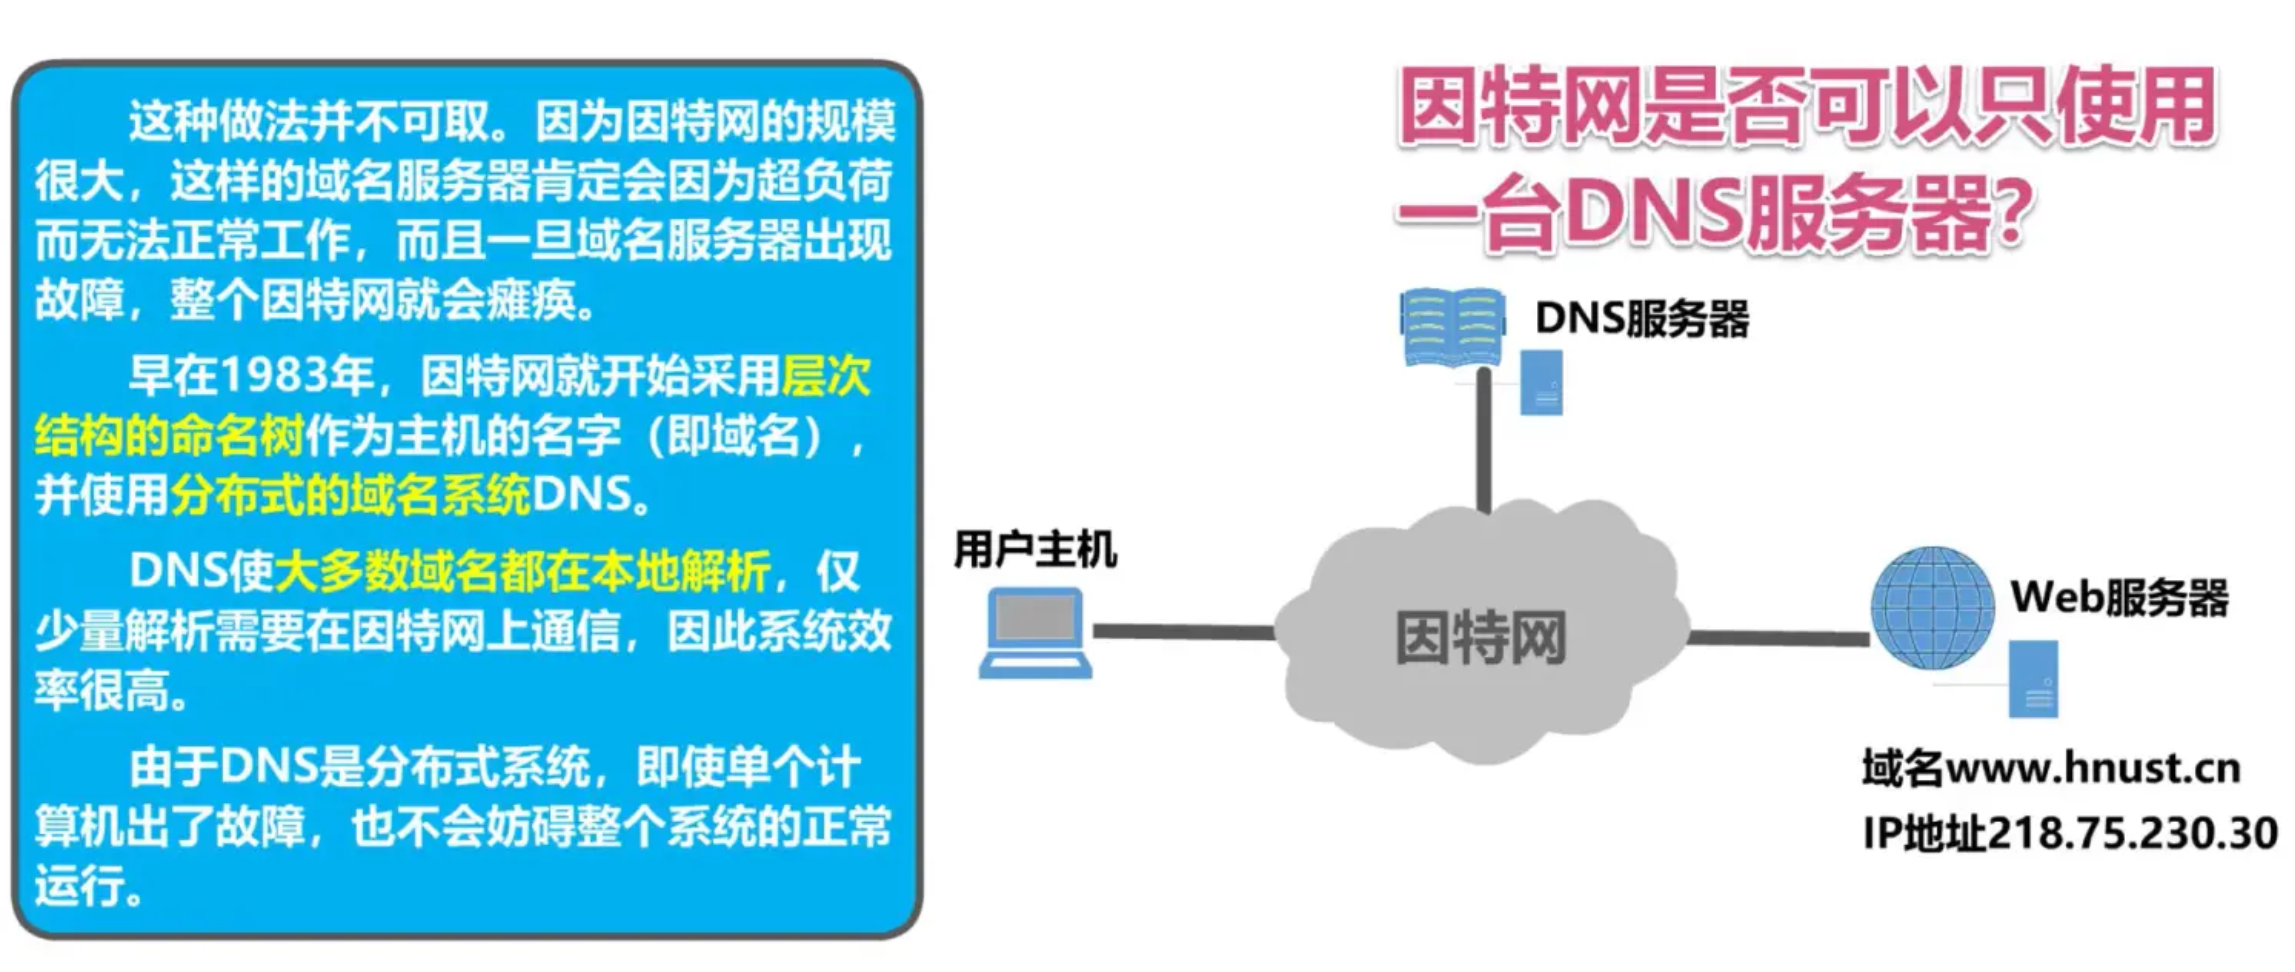 这种做法并不可取。因为因特网的规模
很大，这样的域名服务器肯定会因为超负荷
而无法正常工作，而且一旦域名服务器出现
故障，整个因特网就会瘫痪。
早在1983年，因特网就开始采用层次
结构的命名树作为主机的名字（即域名），
并使用分布式的域名系统DNS。
DNS使大多数域名都在本地解析，仅
少量解析需要在因特网上通信，因此系统效
率很高。
由于DNS是分布式系统，即使单个计
算机出了故障，也不会妨碍整个系统的正常
运行。
因特网是否可以只使用
一台DNS服务器？
DNS服务器
用户主机
因特网
Web服务器
域名www.hnust.cn
IP地址218.75.230.30